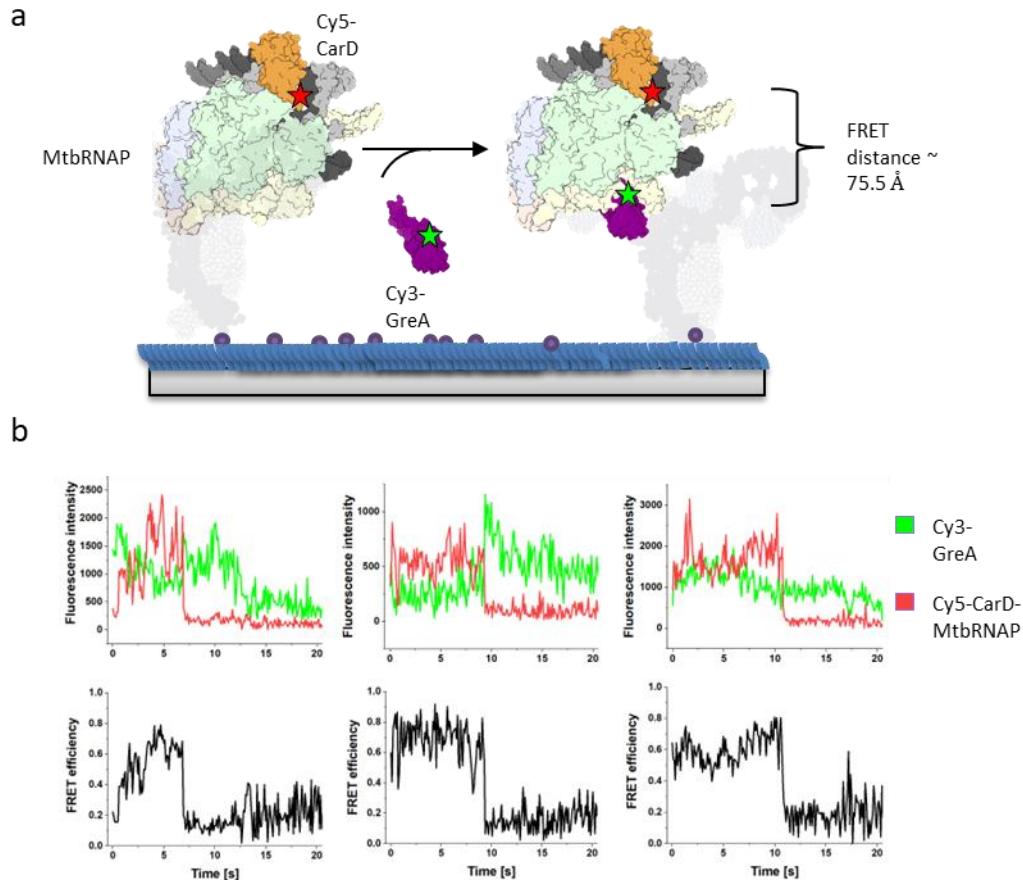 a
Cy5-
CarD
MtbRNAP
Cy3-
GreA
FRET
distance ~
75.5 Å
b
Fluorescence intensity
2500
2000
1500
1000
500
0
0 5 10 15 20
Fluorescence intensity
1000
500
0
0 5 10 15 20
Fluorescence intensity
3000
2000
1000
0
0 5 10 15 20
Cy3-
GreA
Cy5-CarD-
MtbRNAP
FRET efficiency
1.0
0.8
0.6
0.4
0.2
0.0
0 5 10 15 20
Time [s]
FRET efficiency
1.0
0.8
0.6
0.4
0.2
0.0
0 5 10 15 20
Time [s]
FRET efficiency
1.0
0.8
0.6
0.4
0.2
0.0
0 5 10 15 20
Time [s]